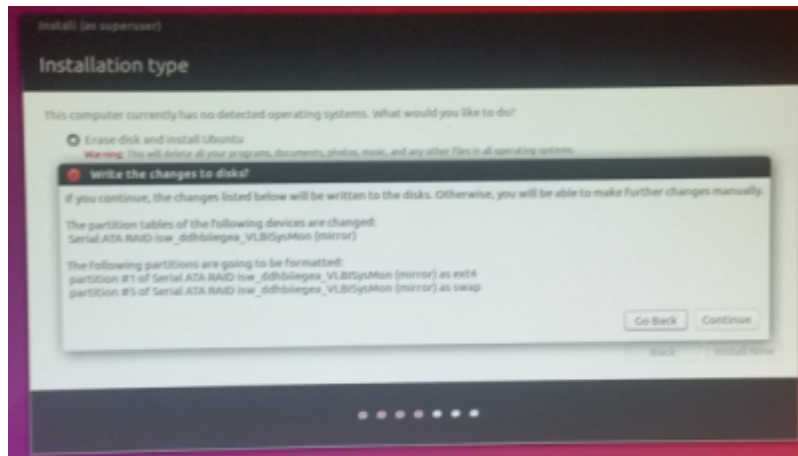 Install (as superuser)
Installation type
This computer currently has no detected operating systems. What would you like to do?
Erase disk and install Ubuntu
Warning: This will delete all your programs, documents, photos, music, and any other files in all operating systems.
Write the changes to disks?
If you continue, the changes listed below will be written to the disks. Otherwise, you will be able to make further changes manually.
The partition tables of the following devices are changed:
Serial ATA RAID isw_ddhbiiegea_VLBISysMon (mirror)
The following partitions are going to be formatted:
partition #1 of Serial ATA RAID isw_ddhbiiegea_VLBISysMon (mirror) as ext4
partition #5 of Serial ATA RAID isw_ddhbiiegea_VLBISysMon (mirror) as swap
Go Back Continue
Back Install Now